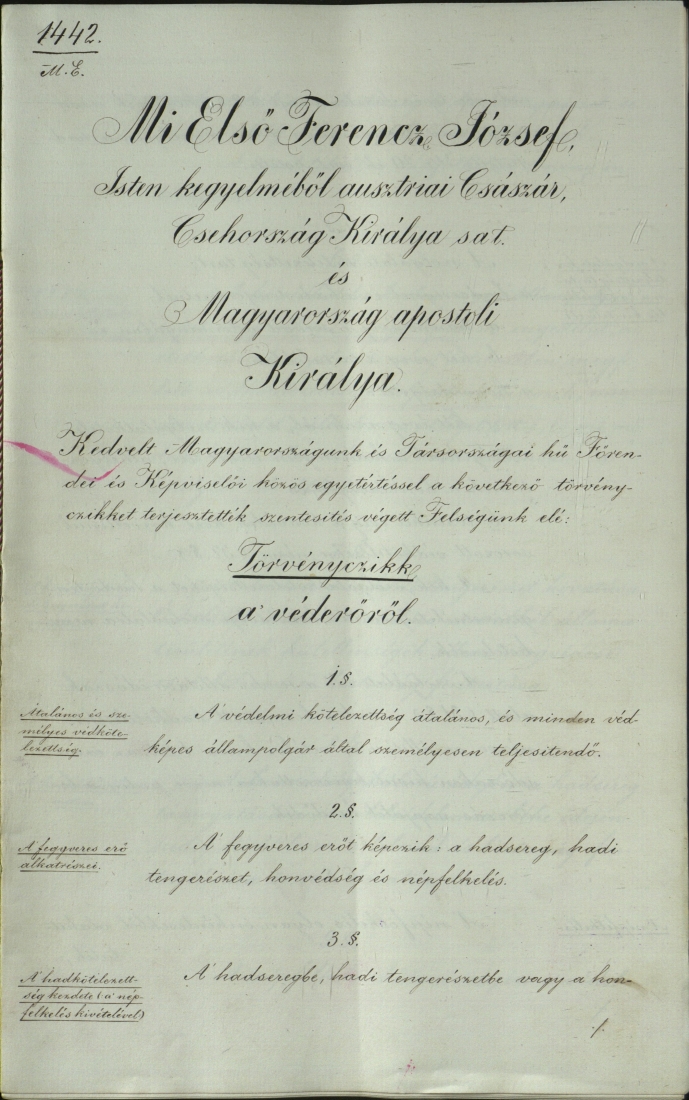 1442.
M. E.
Mi Első Ferencz József,
Isten kegyelméből ausztriai Császár,
Csehország Királya sat.
és
Magyarország apostoli
Királya.
Kedvelt Magyarországunk és Társországai hű Főren-
dei és Képviselői közös egyetértéssel a következő törvény-
czikket terjesztették szentesités végett Felségünk elé:
Törvényczikk
a' véderőről.
1. §.
Átalános és sze-
mélyes védköte-
lezettség.
A' védelmi kötelezettség átalános, és minden véd-
képes állampolgár által személyesen teljesitendő.
2. §.
A' fegyveres erő
alkatrészei.
A' fegyveres erőt képezik: a hadsereg, hadi
tengerészet, honvédség és népfelkelés.
3. §.
A' hadkötelezett-
ség kezdete (a' nép-
felkelés kivételével)
A' hadseregbe, hadi tengerészetbe vagy a hon-
./.